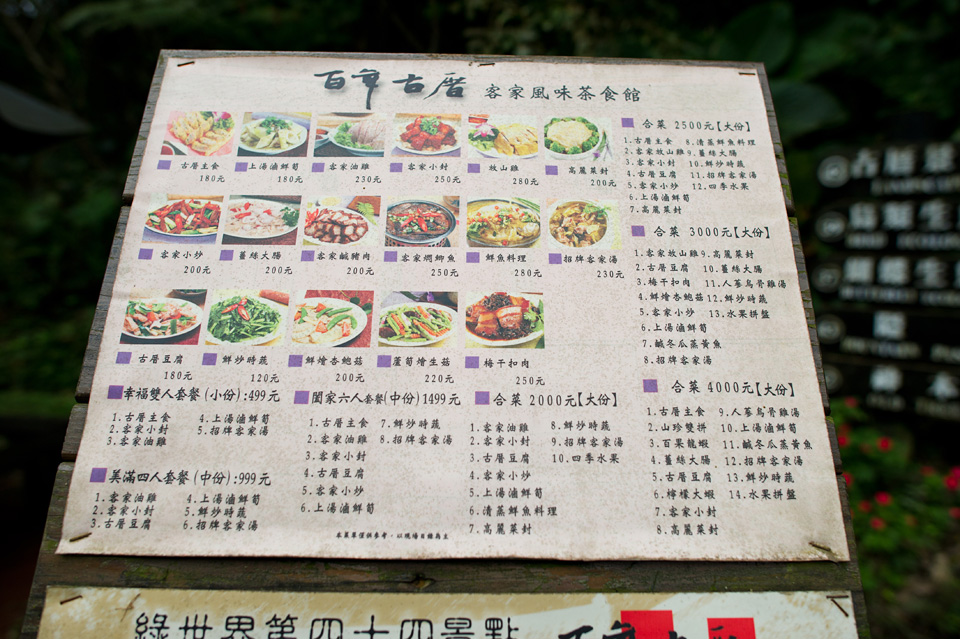 百年古厝 客家風味茶食館
古厝主食
180元
上湯滷鮮筍
180元
客家油雞
230元
客家小封
250元
放山雞
280元
高麗菜封
200元
客家小炒
200元
薑絲大腸
200元
客家鹹豬肉
200元
客家燜鯽魚
250元
鮮魚料理
280元
招牌客家湯
230元
古厝豆腐
180元
鮮炒時蔬
120元
鮮燴杏鮑菇
200元
蘆筍燴生菇
220元
梅干扣肉
250元
幸福雙人套餐(小份):499元
1.古厝主食 4.上湯滷鮮筍
2.客家小封 5.招牌客家湯
3.客家油雞
美滿四人套餐(中份):999元
1.客家油雞 4.上湯滷鮮筍
2.客家小封 5.鮮炒時蔬
3.古厝豆腐 6.招牌客家湯
闔家六人套餐(中份)1499元
1.古厝主食 7.鮮炒時蔬
2.客家油雞 8.招牌客家湯
3.客家小封
4.古厝豆腐
5.客家小炒
6.上湯滷鮮筍
合菜 2000元【大份】
1.客家油雞 8.鮮炒時蔬
2.客家小封 9.招牌客家湯
3.古厝豆腐 10.四季水果
4.客家小炒
5.上湯滷鮮筍
6.清蒸鮮魚料理
7.高麗菜封
合菜 2500元【大份】
1.古厝主食 8.清蒸鮮魚料理
2.客家放山雞 9.薑絲大腸
3.客家小封 10.鮮炒時蔬
4.古厝豆腐 11.招牌客家湯
5.客家小炒 12.四季水果
6.上湯滷鮮筍
7.高麗菜封
合菜 3000元【大份】
1.客家放山雞 9.高麗菜封
2.古厝豆腐 10.薑絲大腸
3.梅干扣肉 11.人蔘烏骨雞湯
4.鮮燴杏鮑菇 12.鮮炒時蔬
5.客家小炒 13.水果拼盤
6.上湯滷鮮筍
7.鹹冬瓜蒸黃魚
8.招牌客家湯
合菜 4000元【大份】
1.古厝主食 9.人蔘烏骨雞湯
2.山珍雙拼 10.上湯滷鮮筍
3.百果龍蝦 11.鹹冬瓜蒸黃魚
4.薑絲大腸 12.招牌客家湯
5.古厝豆腐 13.鮮炒時蔬
6.檸檬大蝦 14.水果拼盤
7.客家小封
8.高麗菜封
本菜單僅供參考，以現場目錄為主
綠世界第四十四景點